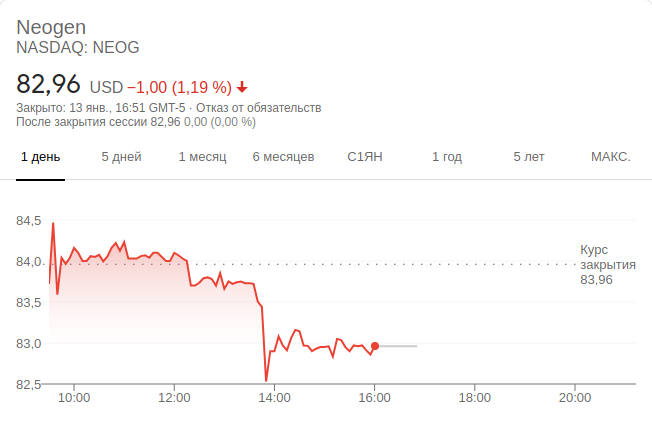 Neogen
NASDAQ: NEOG
82,96 USD −1,00 (1,19 %)
Закрыто: 13 янв., 16:51 GMT-5 · Отказ от обязательств
После закрытия сессии 82,96 0,00 (0,00 %)
1 день 5 дней 1 месяц 6 месяцев С1ЯН 1 год 5 лет МАКС.
84,5
84,0
83,5
83,0
82,5
Курс
закрытия
83,96
10:00 12:00 14:00 16:00 18:00 20:00